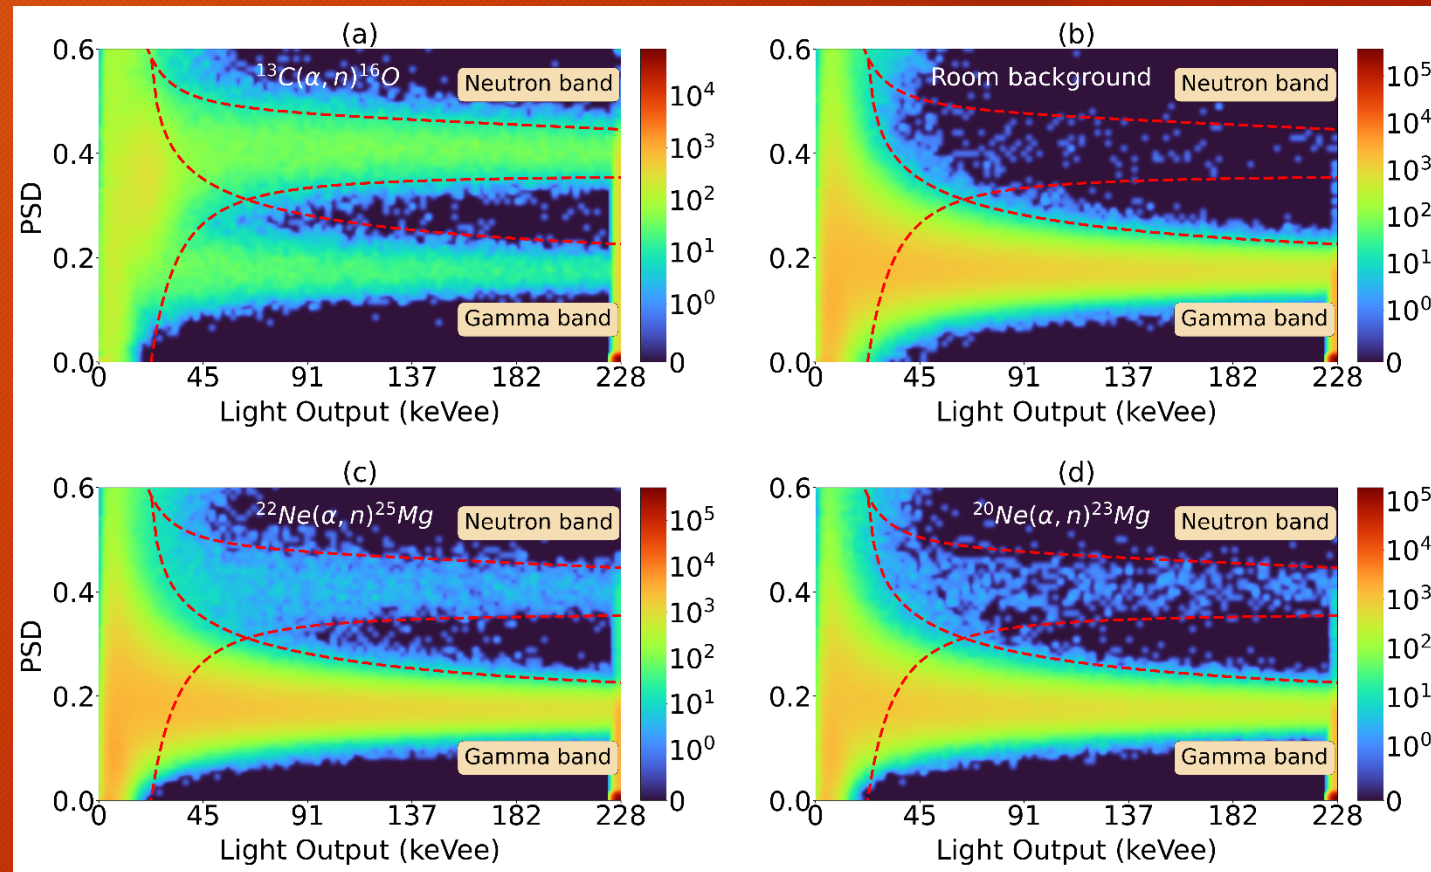 (a)
¹³C(α, n)¹⁶O
Neutron band
Gamma band
PSD
0.6
0.4
0.2
0.0
0 45 91 137 182 228
Light Output (keVee)
10⁴
10³
10²
10¹
10⁰
0
(b)
Room background
Neutron band
Gamma band
0.6
0.4
0.2
0.0
0 45 91 137 182 228
Light Output (keVee)
10⁵
10⁴
10³
10²
10¹
10⁰
0
(c)
²²Ne(α, n)²⁵Mg
Neutron band
Gamma band
PSD
0.6
0.4
0.2
0.0
0 45 91 137 182 228
Light Output (keVee)
10⁵
10⁴
10³
10²
10¹
10⁰
0
(d)
²⁰Ne(α, n)²³Mg
Neutron band
Gamma band
0.6
0.4
0.2
0.0
0 45 91 137 182 228
Light Output (keVee)
10⁵
10⁴
10³
10²
10¹
10⁰
0